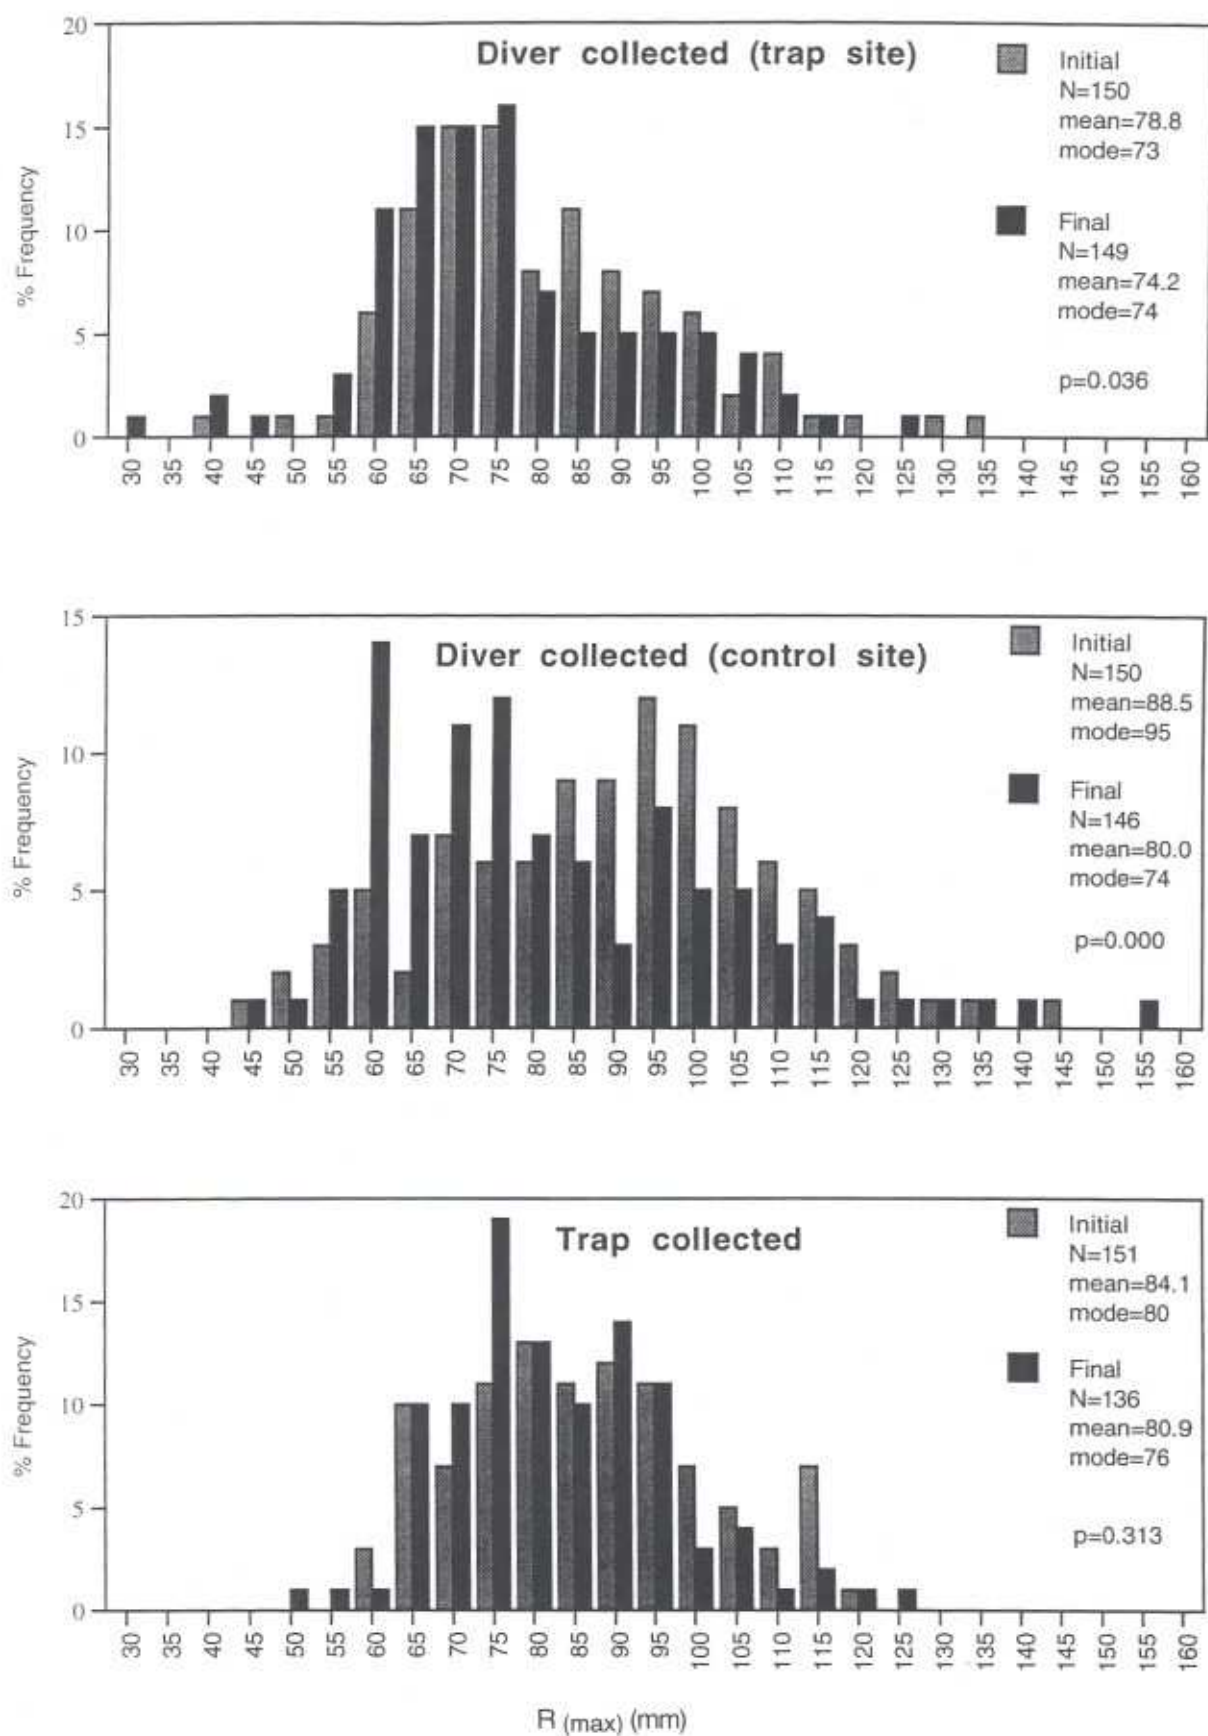 20
15
10
5
0
% Frequency
Diver collected (trap site)
Initial
N=150
mean=78.8
mode=73
Final
N=149
mean=74.2
mode=74
p=0.036
30 35 40 45 50 55 60 65 70 75 80 85 90 95 100 105 110 115 120 125 130 135 140 145 150 155 160
15
10
5
0
% Frequency
Diver collected (control site)
Initial
N=150
mean=88.5
mode=95
Final
N=146
mean=80.0
mode=74
p=0.000
30 35 40 45 50 55 60 65 70 75 80 85 90 95 100 105 110 115 120 125 130 135 140 145 150 155 160
20
15
10
5
0
% Frequency
Trap collected
Initial
N=151
mean=84.1
mode=80
Final
N=136
mean=80.9
mode=76
p=0.313
30 35 40 45 50 55 60 65 70 75 80 85 90 95 100 105 110 115 120 125 130 135 140 145 150 155 160
R (max) (mm)